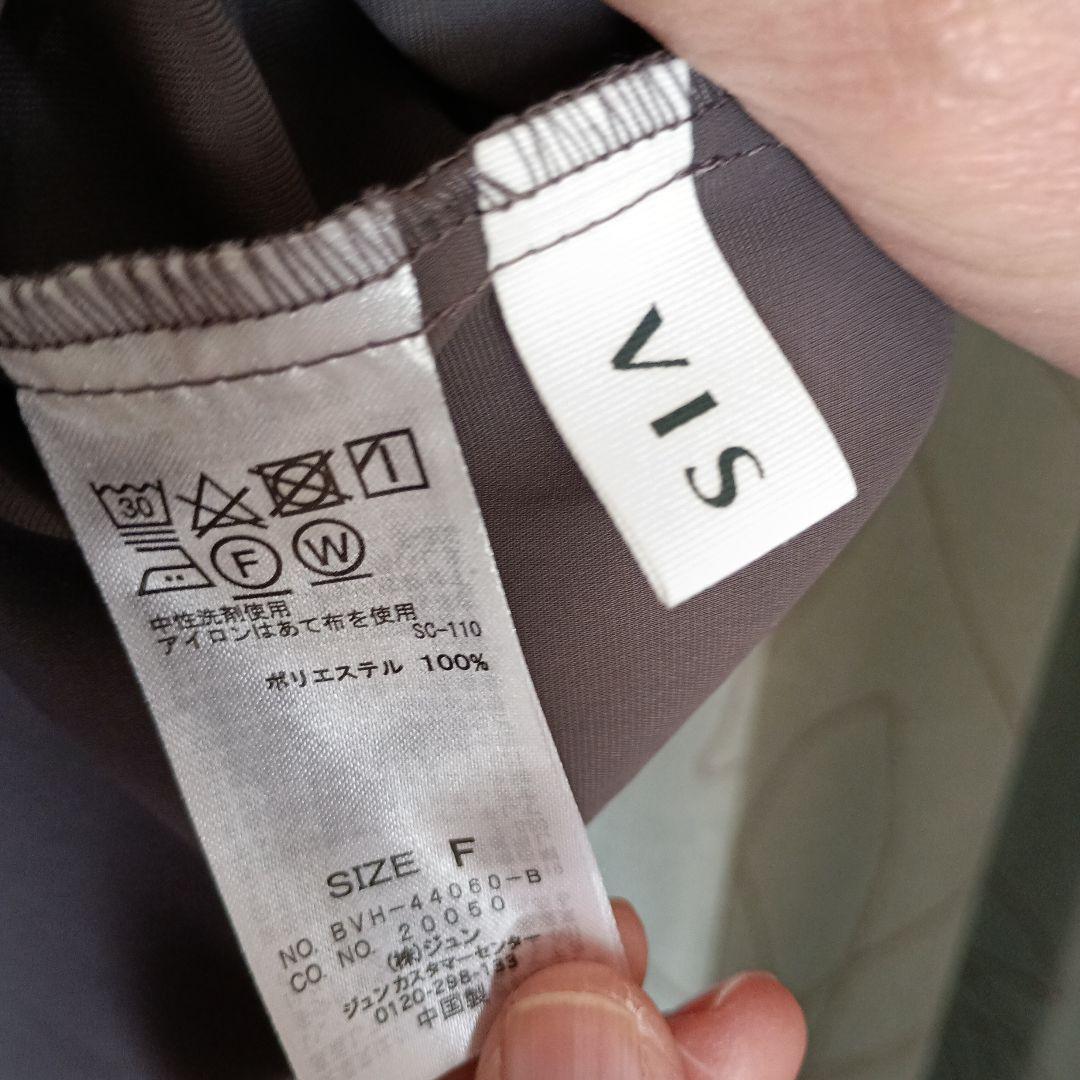 VIS
30
F W
中性洗剤使用
アイロンはあて布を使用
SC-110
ポリエステル 100%
SIZE F
NO. BVH-44060-B
CO. NO. 20050
(株)ジュン
ジュンカスタマーセンター
0120-298-133
中国製